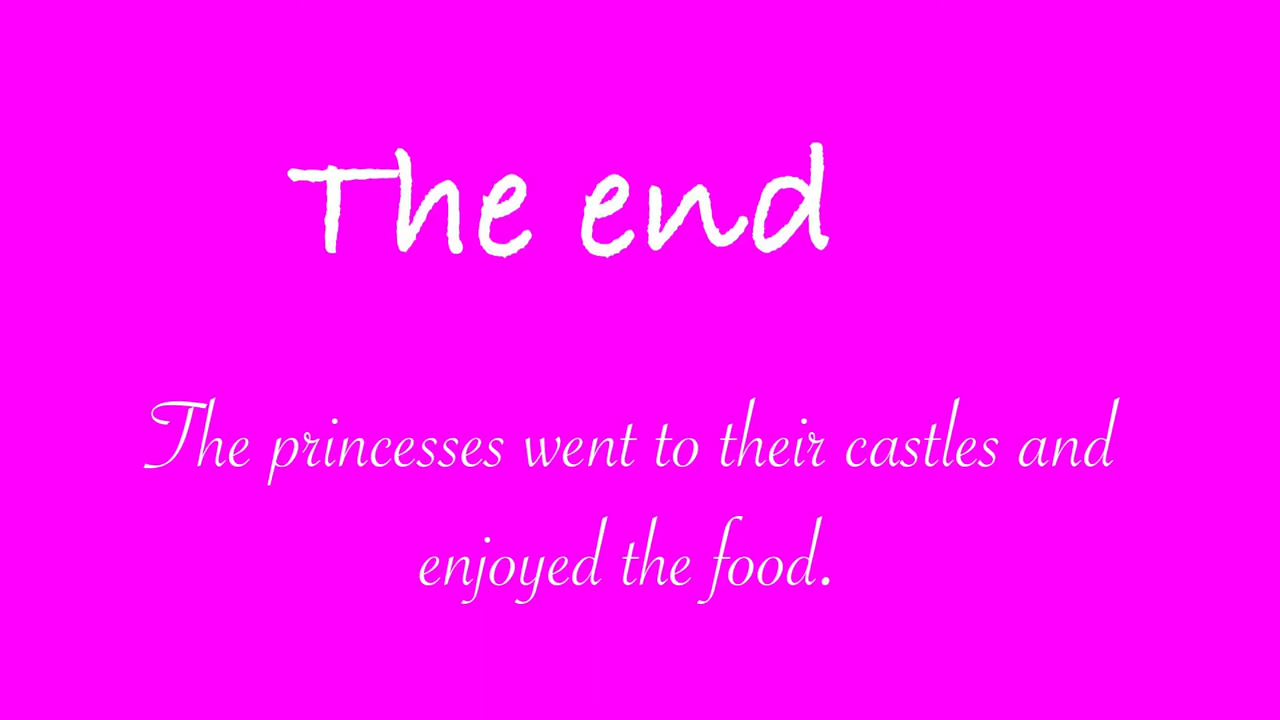 The end
The princesses went to their castles and
enjoyed the food.